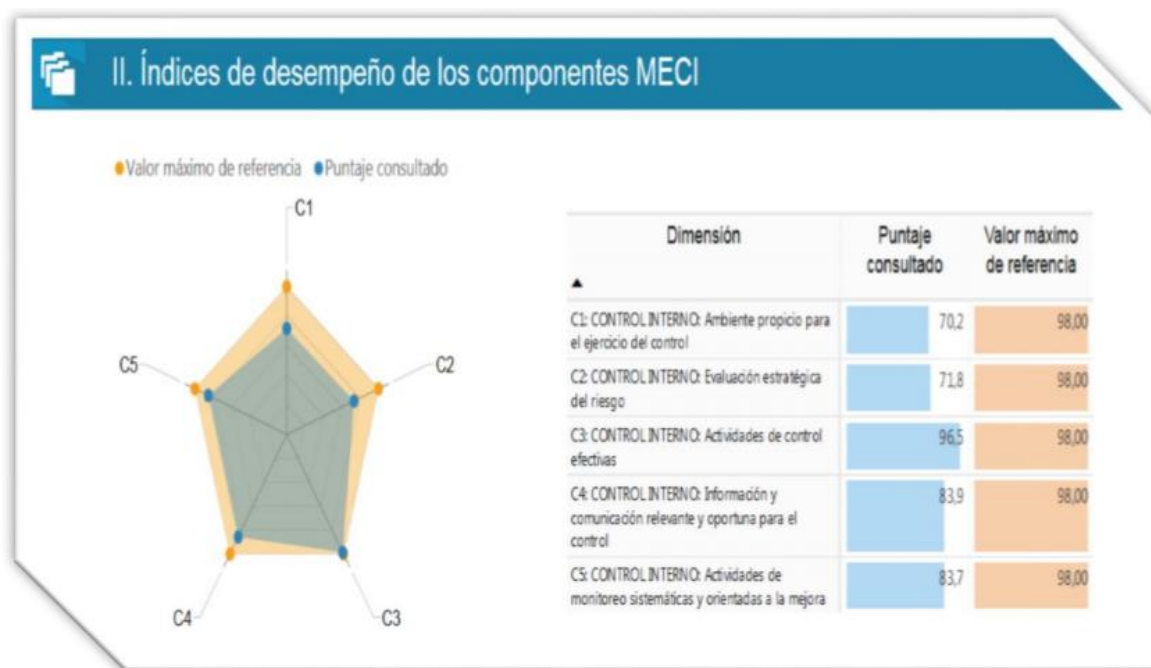 II. Índices de desempeño de los componentes MECI
Valor máximo de referencia Puntaje consultado
C1
C5
C2
C4
C3
Dimensión Puntaje consultado Valor máximo de referencia
C1: CONTROL INTERNO: Ambiente propicio para
el ejercicio del control
70,2 98,00
C2: CONTROL INTERNO: Evaluación estratégica
del riesgo
71,8 98,00
C3: CONTROL INTERNO: Actividades de control
efectivas
96,5 98,00
C4: CONTROL INTERNO: Información y
comunicación relevante y oportuna para el
control
83,9 98,00
C5: CONTROL INTERNO: Actividades de
monitoreo sistemáticas y orientadas a la mejora
83,7 98,00